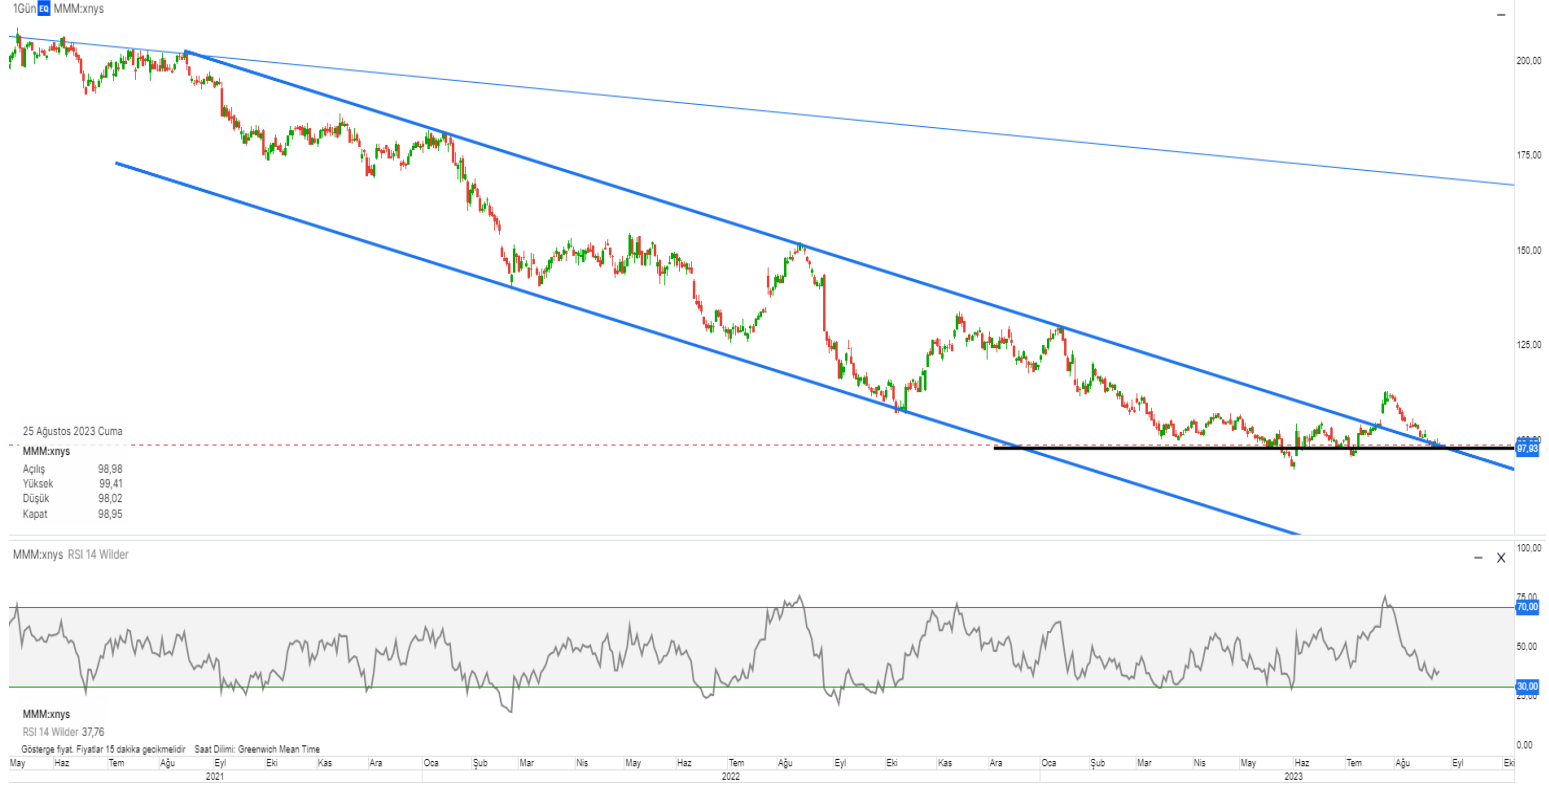 1Gün EQ MMM:xnys
200,00
175,00
150,00
125,00
97,93
25 Ağustos 2023 Cuma
MMM:xnys
Açılış 98,98
Yüksek 99,41
Düşük 98,02
Kapat 98,95
MMM:xnys RSI 14 Wilder
X
100,00
75,00
70,00
50,00
30,00
25,00
0,00
MMM:xnys
RSI 14 Wilder 37,76
Gösterge fiyat. Fiyatlar 15 dakika gecikmelidir Saat Dilimi: Greenwich Mean Time
May Haz Tem Ağu Eyl Eki Kas Ara Oca Şub Mar Nis May Haz Tem Ağu Eyl Eki Kas Ara Oca Şub Mar Nis May Haz Tem Ağu Eyl Eki
2021 2022 2023